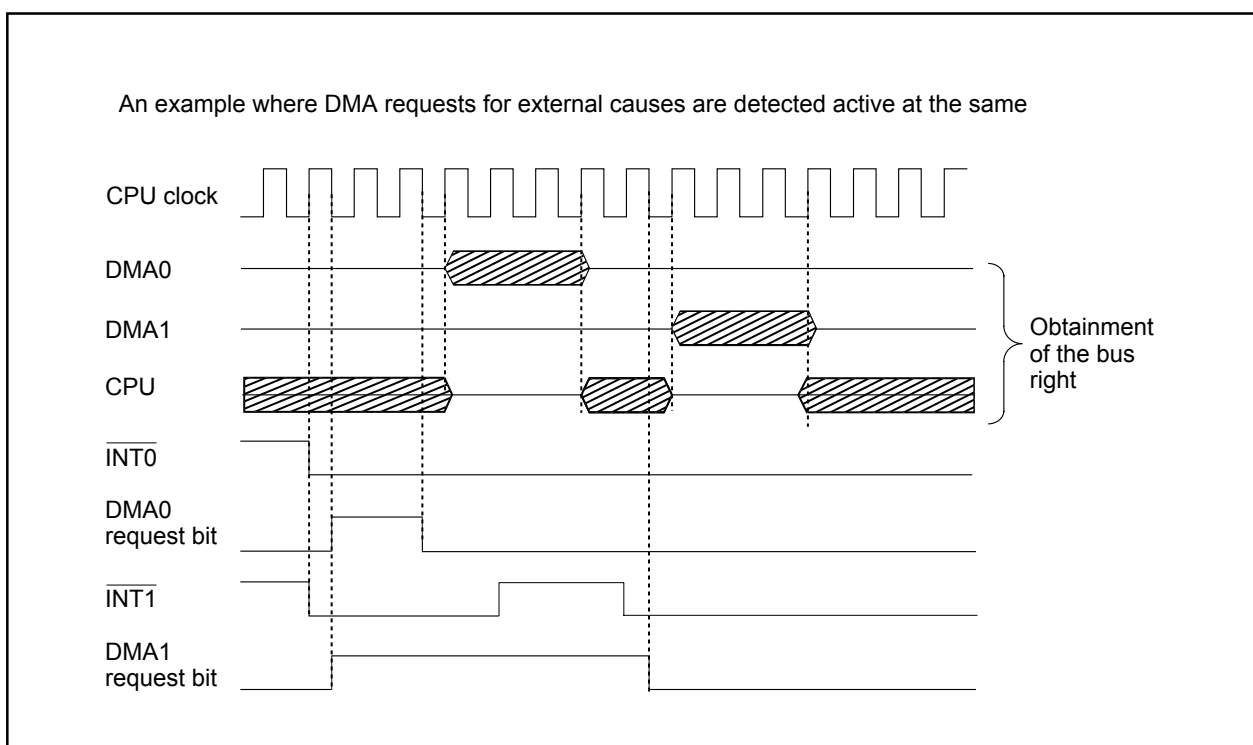 An example where DMA requests for external causes are detected active at the same
CPU clock
DMA0
DMA1
CPU
Obtainment
of the bus
right
INT0
DMA0
request bit
INT1
DMA1
request bit